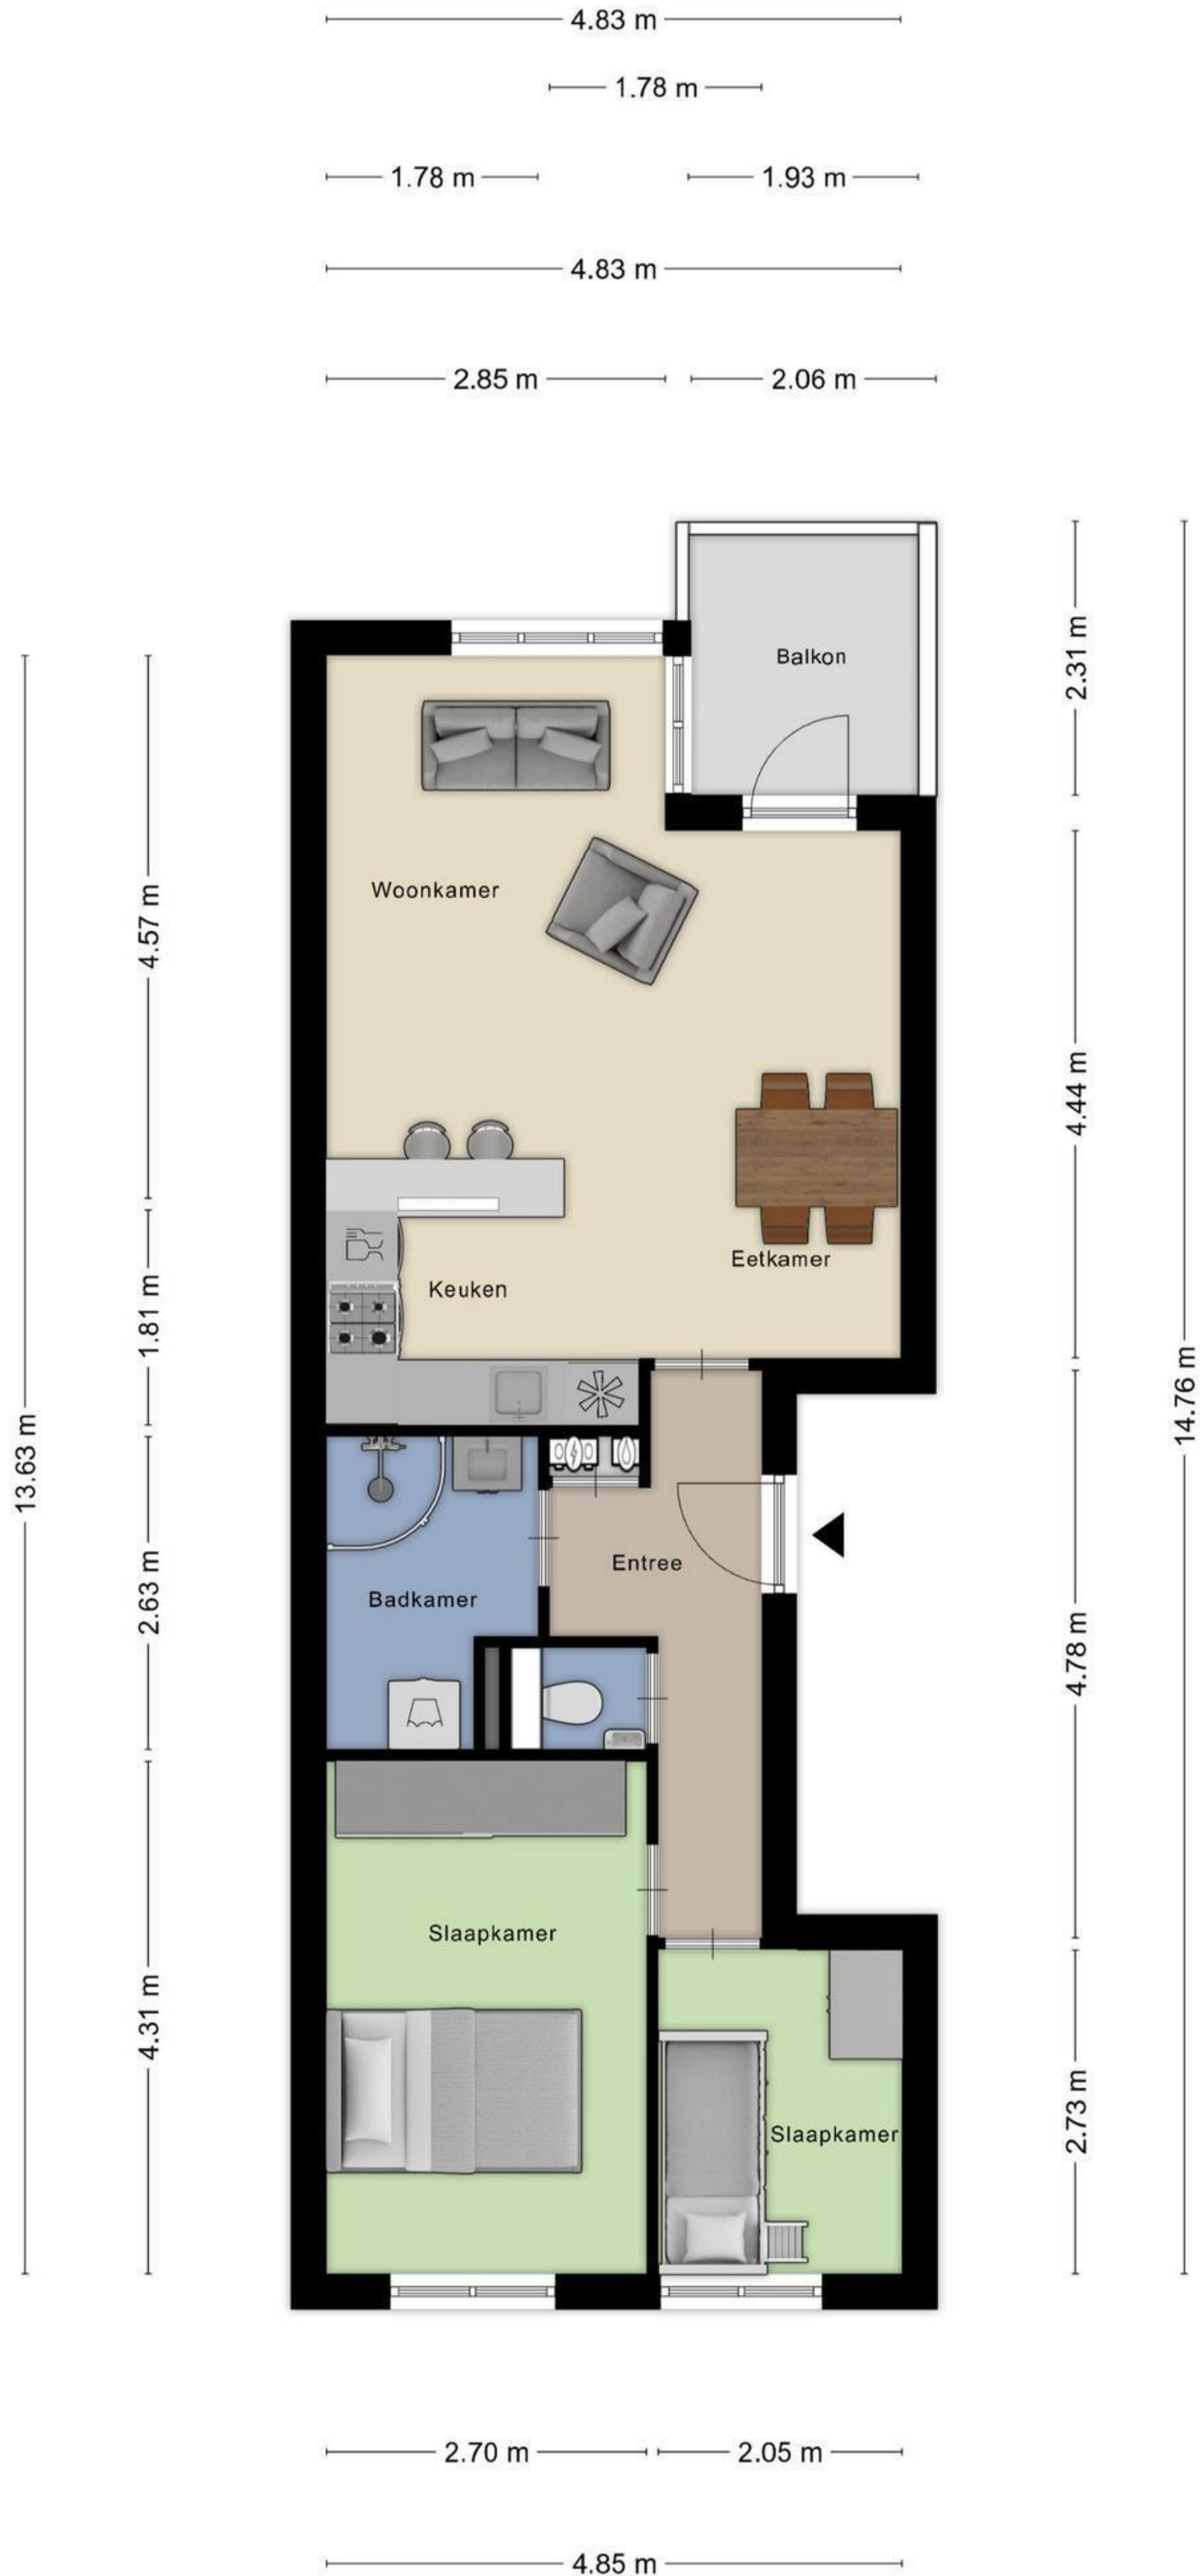 4.83 m
1.78 m
1.78 m
1.93 m
4.83 m
2.85 m
2.06 m
Balkon
2.31 m
Woonkamer
4.57 m
4.44 m
Eetkamer
Keuken
1.81 m
14.76 m
13.63 m
Entree
Badkamer
2.63 m
4.78 m
Slaapkamer
4.31 m
2.73 m
Slaapkamer
2.70 m
2.05 m
4.85 m